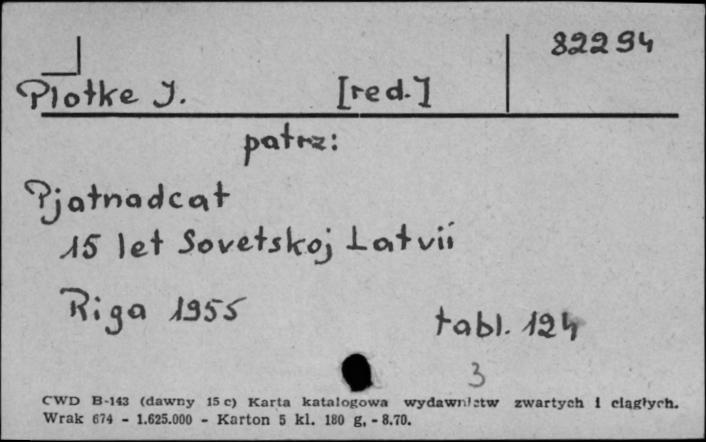 82294
Plotke J. [red.]
patrz:
Pjatnadcat
15 let Sovetskoj Latvii
Riga 1955
tabl. 124
3
CWD B-143 (dawny 15 c) Karta katalogowa wydawnictw zwartych i ciągłych.
Wrak 674 - 1.625.000 - Karton 5 kl. 180 g, - 8.70.